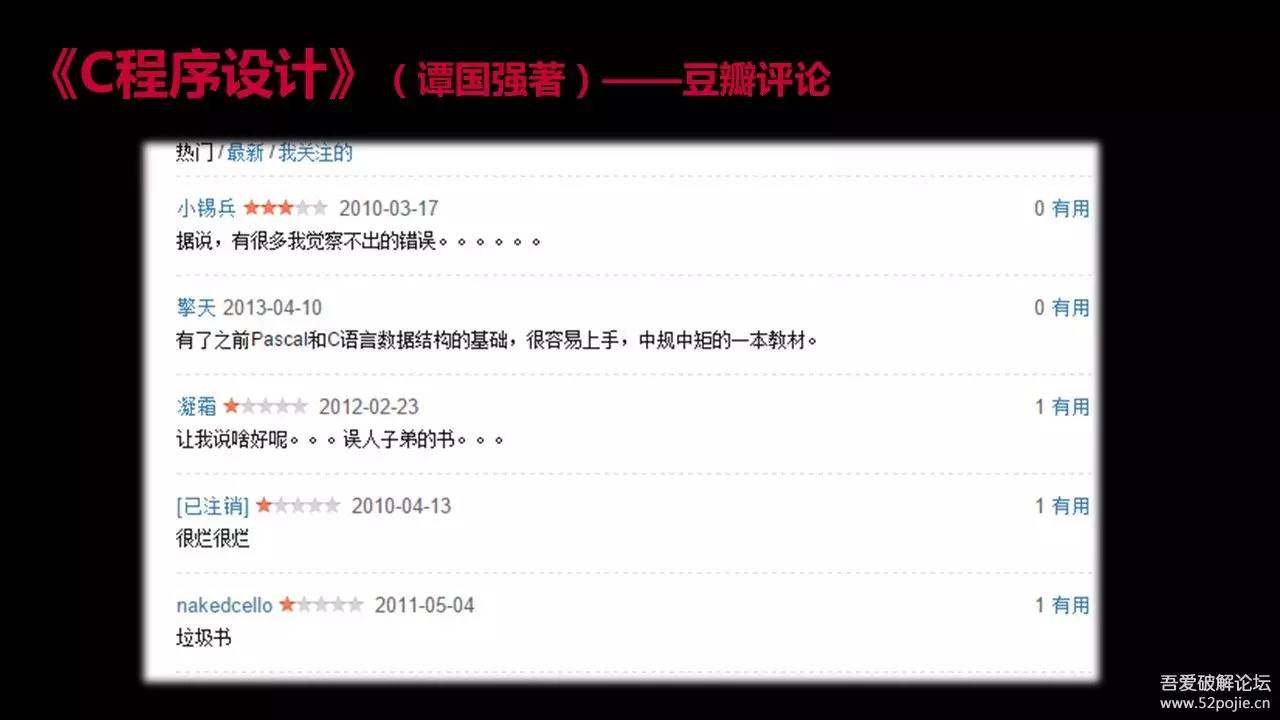 《C程序设计》（谭国强著）——豆瓣评论
热门 / 最新 / 我关注的
小锡兵 2010-03-17 0 有用
据说，有很多我觉察不出的错误。。。。。。
擎天 2013-04-10 0 有用
有了之前Pascal和C语言数据结构的基础，很容易上手，中规中矩的一本教材。
凝霜 2012-02-23 1 有用
让我说啥好呢。。。误人子弟的书。。。
[已注销] 2010-04-13 1 有用
很烂很烂
nakedcello 2011-05-04 1 有用
垃圾书
吾爱破解论坛
www.52pojie.cn